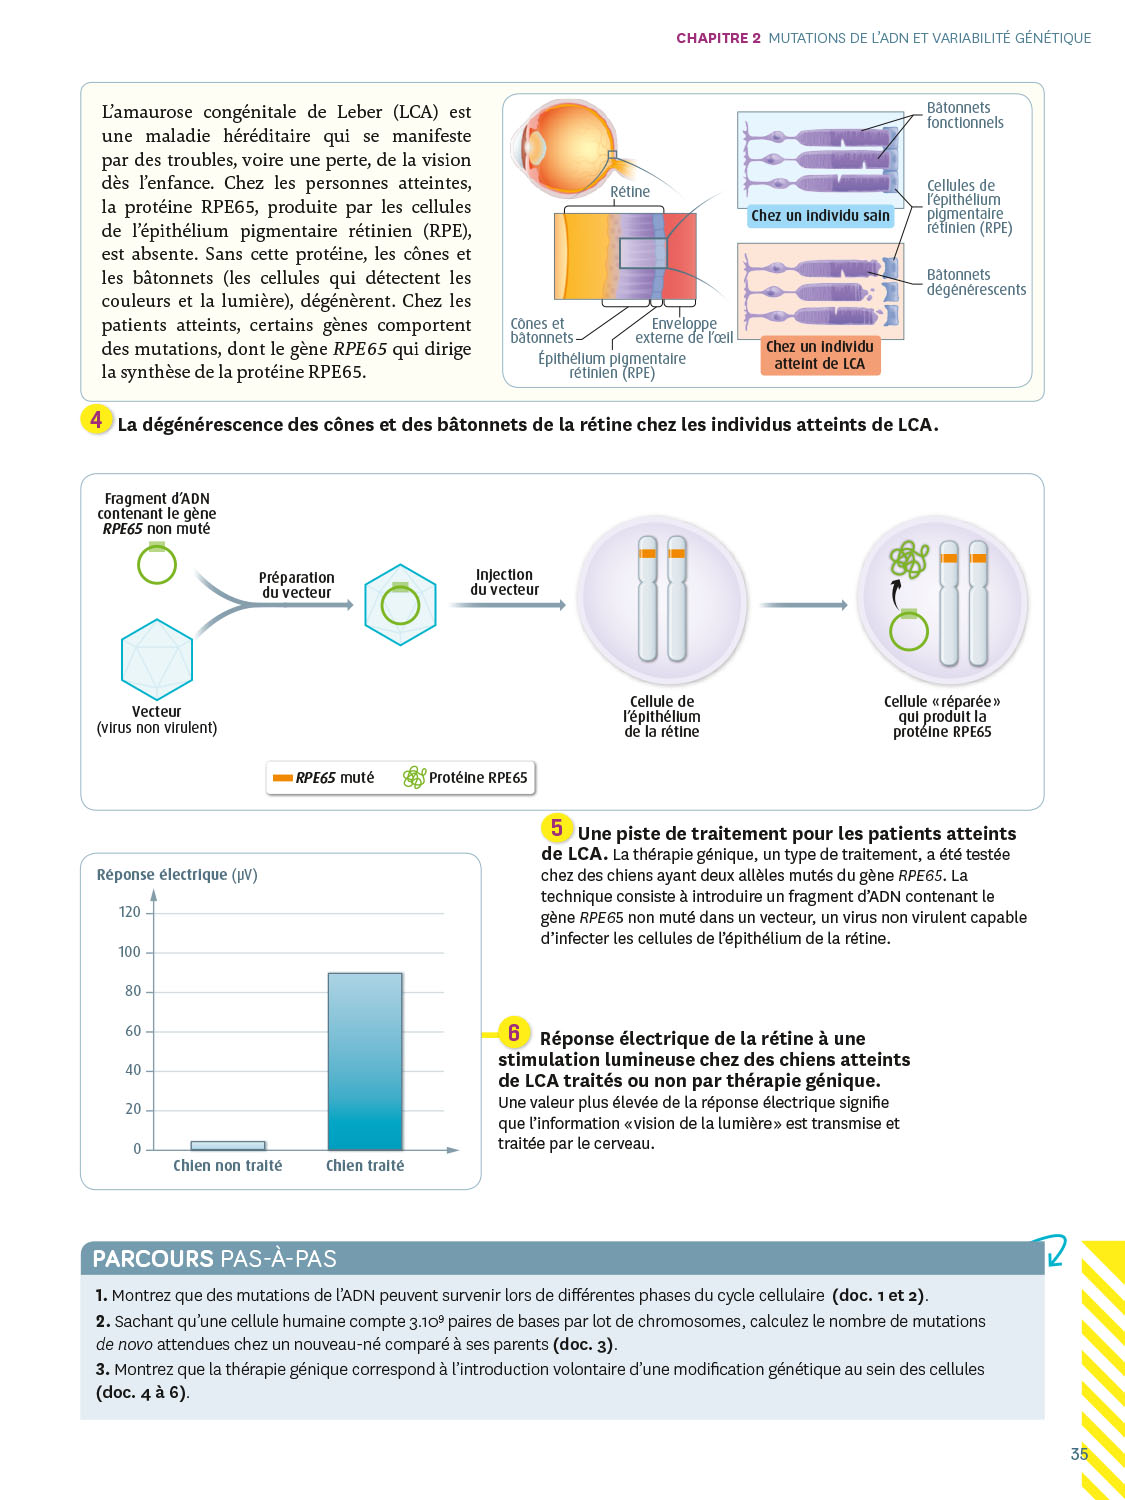 CHAPITRE 2 MUTATIONS DE L'ADN ET VARIABILITÉ GÉNÉTIQUE
L'amaurose congénitale de Leber (LCA) est
une maladie héréditaire qui se manifeste
par des troubles, voire une perte, de la vision
dès l'enfance. Chez les personnes atteintes,
la protéine RPE65, produite par les cellules
de l'épithélium pigmentaire rétinien (RPE),
est absente. Sans cette protéine, les cônes et
les bâtonnets (les cellules qui détectent les
couleurs et la lumière), dégénèrent. Chez les
patients atteints, certains gènes comportent
des mutations, dont le gène RPE65 qui dirige
la synthèse de la protéine RPE65.
Rétine
Cônes et
bâtonnets
Enveloppe
externe de l'œil
Épithélium pigmentaire
rétinien (RPE)
Bâtonnets
fonctionnels
Chez un individu sain
Cellules de
l'épithélium
pigmentaire
rétinien (RPE)
Bâtonnets
dégénérescents
Chez un individu
atteint de LCA
4 La dégénérescence des cônes et des bâtonnets de la rétine chez les individus atteints de LCA.
Fragment d'ADN
contenant le gène
RPE65 non muté
Préparation
du vecteur
Injection
du vecteur
Vecteur
(virus non virulent)
Cellule de
l'épithélium
de la rétine
Cellule «réparée»
qui produit la
protéine RPE65
RPE65 muté
Protéine RPE65
5 Une piste de traitement pour les patients atteints
de LCA. La thérapie génique, un type de traitement, a été testée
chez des chiens ayant deux allèles mutés du gène RPE65. La
technique consiste à introduire un fragment d'ADN contenant le
gène RPE65 non muté dans un vecteur, un virus non virulent capable
d'infecter les cellules de l'épithélium de la rétine.
Réponse électrique (µV)
120
100
80
60
40
20
0
Chien non traité
Chien traité
6 Réponse électrique de la rétine à une
stimulation lumineuse chez des chiens atteints
de LCA traités ou non par thérapie génique.
Une valeur plus élevée de la réponse électrique signifie
que l'information «vision de la lumière» est transmise et
traitée par le cerveau.
PARCOURS PAS-À-PAS
1. Montrez que des mutations de l'ADN peuvent survenir lors de différentes phases du cycle cellulaire (doc. 1 et 2).
2. Sachant qu'une cellule humaine compte 3.10⁹ paires de bases par lot de chromosomes, calculez le nombre de mutations
de novo attendues chez un nouveau-né comparé à ses parents (doc. 3).
3. Montrez que la thérapie génique correspond à l'introduction volontaire d'une modification génétique au sein des cellules
(doc. 4 à 6).
35